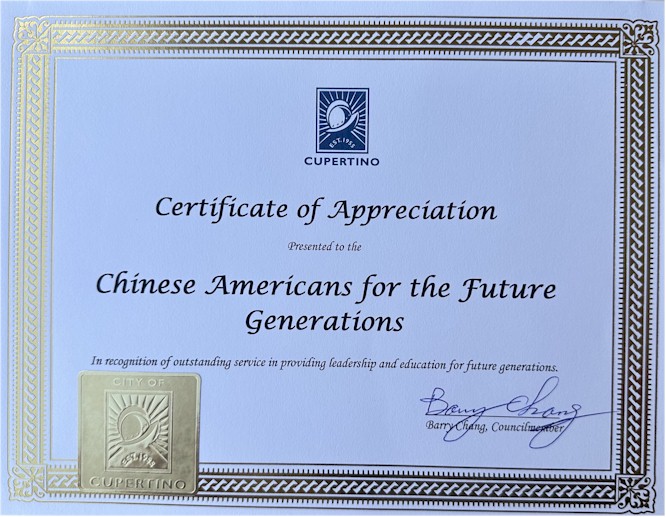 EST. 1955
CUPERTINO
Certificate of Appreciation
Presented to the
Chinese Americans for the Future
Generations
In recognition of outstanding service in providing leadership and education for future generations.
Barry Chang
Barry Chang, Councilmember
CITY OF
EST. 1955
CUPERTINO